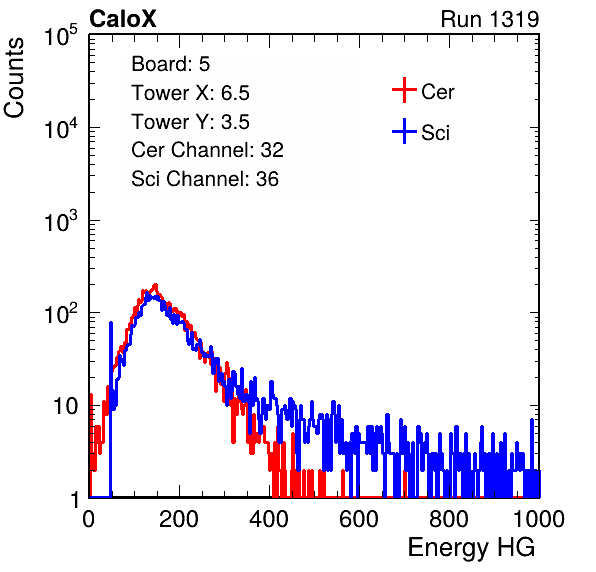 CaloX Run 1319
Counts
10^5
10^4
10^3
10^2
10
1
Board: 5
Tower X: 6.5
Tower Y: 3.5
Cer Channel: 32
Sci Channel: 36
Cer
Sci
0 200 400 600 800 1000
Energy HG